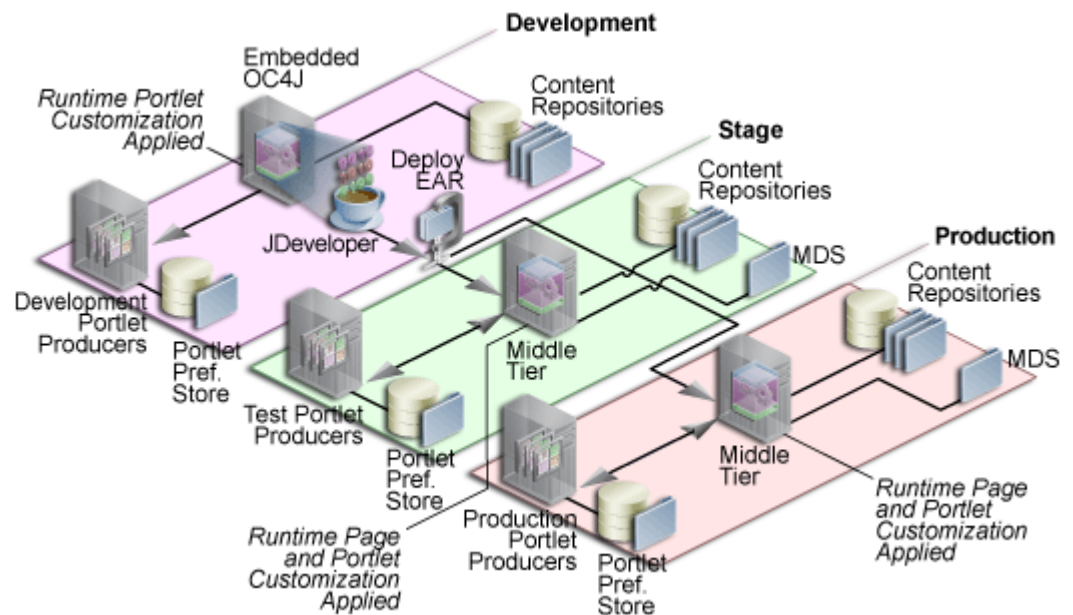 Development
Embedded
OC4J
Runtime Portlet
Customization
Applied
Content
Repositories
Deploy
EAR
JDeveloper
Development
Portlet
Producers
Portlet
Pref.
Store
Stage
Content
Repositories
MDS
Middle
Tier
Test Portlet
Producers
Portlet
Pref.
Store
Runtime Page
and Portlet
Customization
Applied
Production
Content
Repositories
MDS
Middle
Tier
Production
Portlet
Producers
Portlet
Pref.
Store
Runtime Page
and Portlet
Customization
Applied